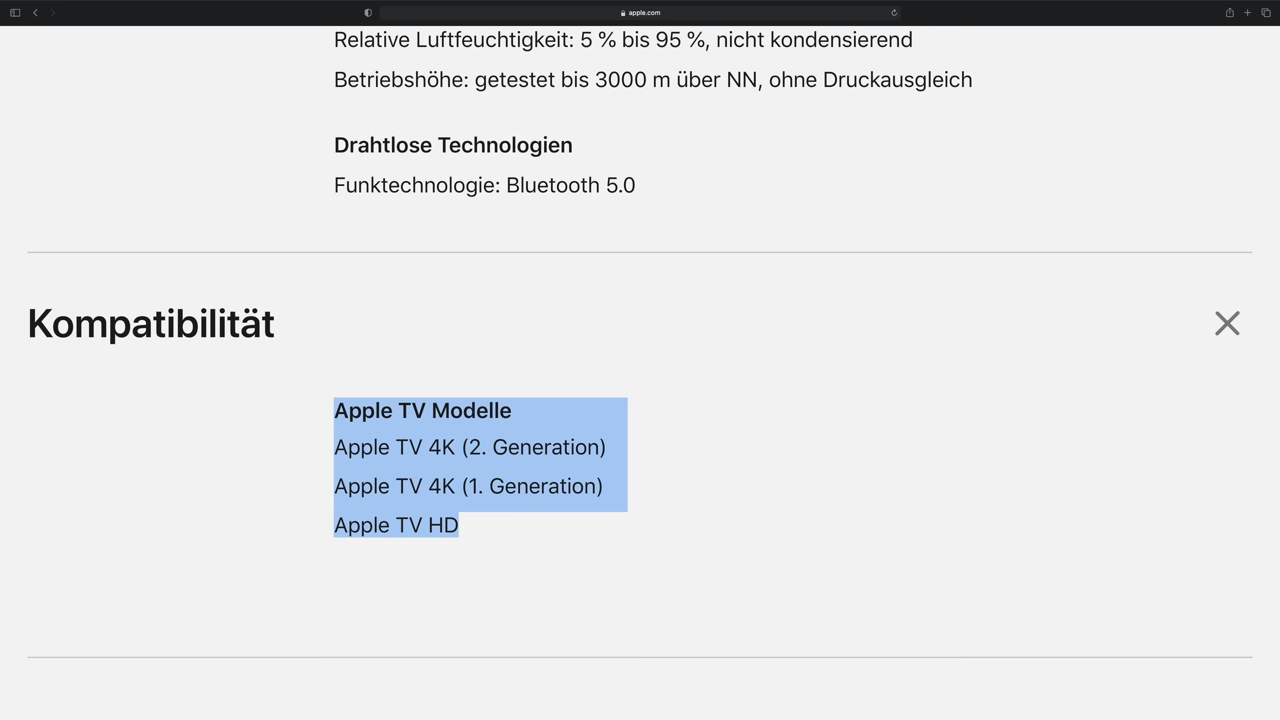 apple.com
Relative Luftfeuchtigkeit: 5 % bis 95 %, nicht kondensierend
Betriebshöhe: getestet bis 3000 m über NN, ohne Druckausgleich
Drahtlose Technologien
Funktechnologie: Bluetooth 5.0
Kompatibilität
Apple TV Modelle
Apple TV 4K (2. Generation)
Apple TV 4K (1. Generation)
Apple TV HD